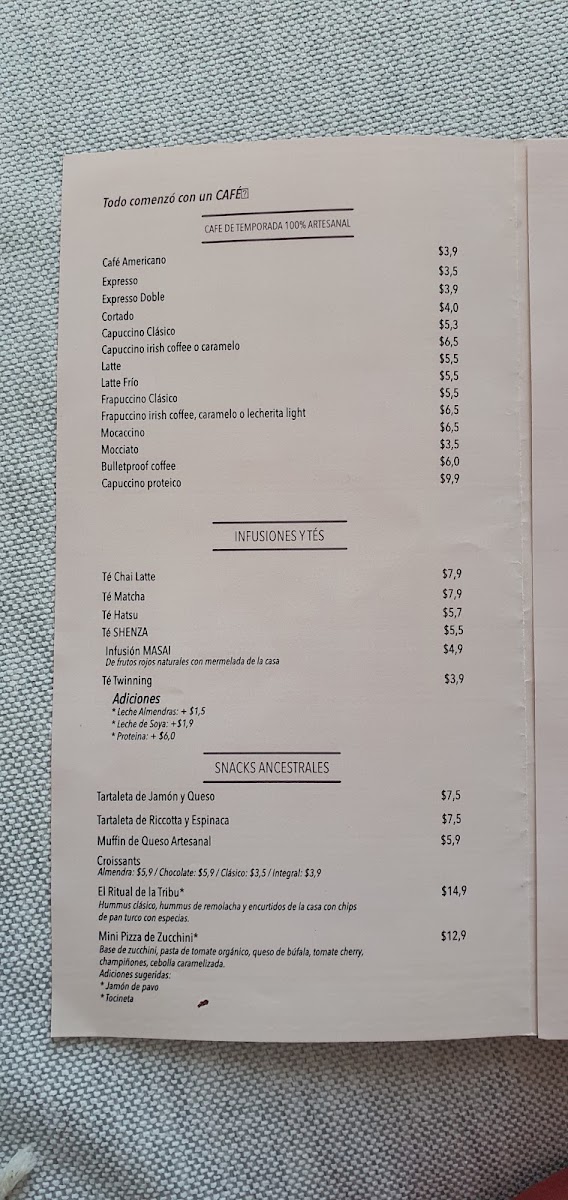 Todo comenzó con un CAFÉ
CAFE DE TEMPORADA 100% ARTESANAL
Café Americano $3,9
Expresso $3,5
Expresso Doble $3,9
Cortado $4,0
Capuccino Clásico $5,3
Capuccino irish coffee o caramelo $6,5
Latte $5,5
Latte Frío $5,5
Frapuccino Clásico $5,5
Frapuccino irish coffee, caramelo o lecherita light $6,5
Mocaccino $6,5
Mocciato $3,5
Bulletproof coffee $6,0
Capuccino proteico $9,9
INFUSIONES Y TÉS
Té Chai Latte $7,9
Té Matcha $7,9
Té Hatsu $5,7
Té SHENZA $5,5
Infusión MASAI $4,9
De frutos rojos naturales con mermelada de la casa
Té Twinning $3,9
Adiciones
* Leche Almendras: + $1,5
* Leche de Soya: +$1,9
* Proteina: + $6,0
SNACKS ANCESTRALES
Tartaleta de Jamón y Queso $7,5
Tartaleta de Riccotta y Espinaca $7,5
Muffin de Queso Artesanal $5,9
Croissants
Almendra: $5,9 / Chocolate: $5,9 / Clásico: $3,5 / Integral: $3,9
El Ritual de la Tribu* $14,9
Hummus clásico, hummus de remolacha y encurtidos de la casa con chips
de pan turco con especias.
Mini Pizza de Zucchini* $12,9
Base de zucchini, pasta de tomate orgánico, queso de búfala, tomate cherry,
champiñones, cebolla caramelizada.
Adiciones sugeridas:
* Jamón de pavo
* Tocineta